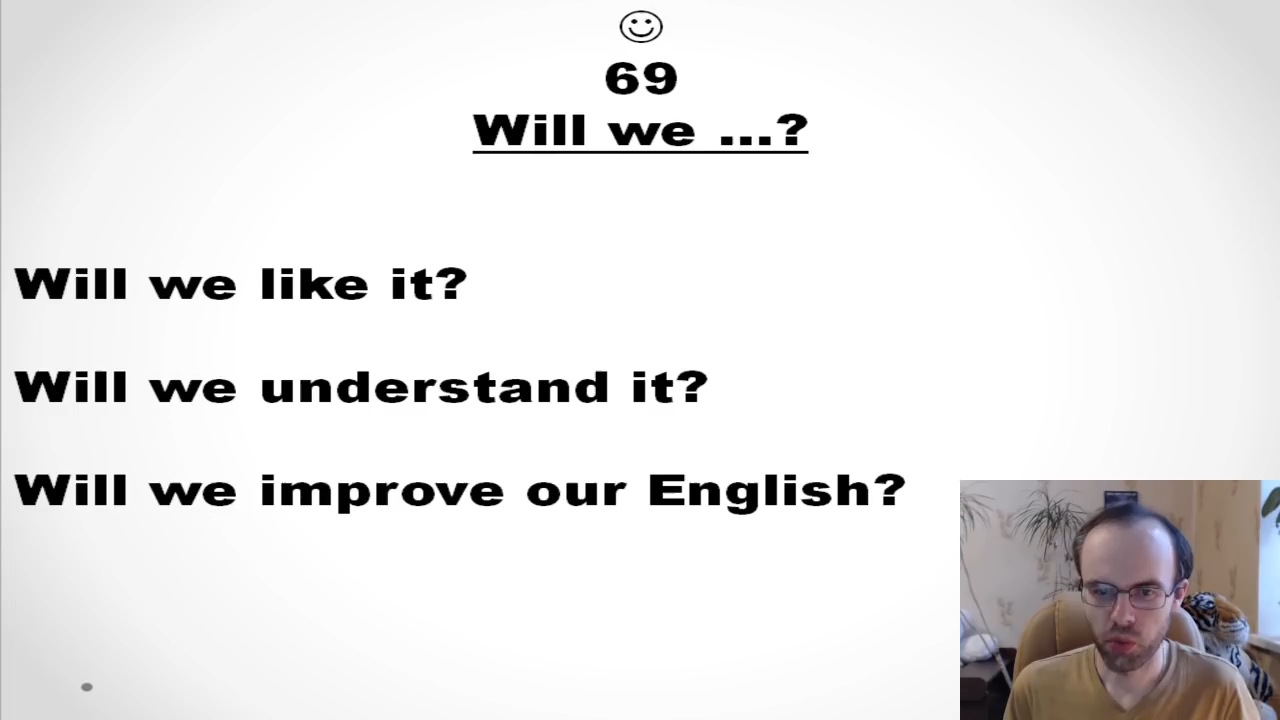 69
Will we ...?
Will we like it?
Will we understand it?
Will we improve our English?